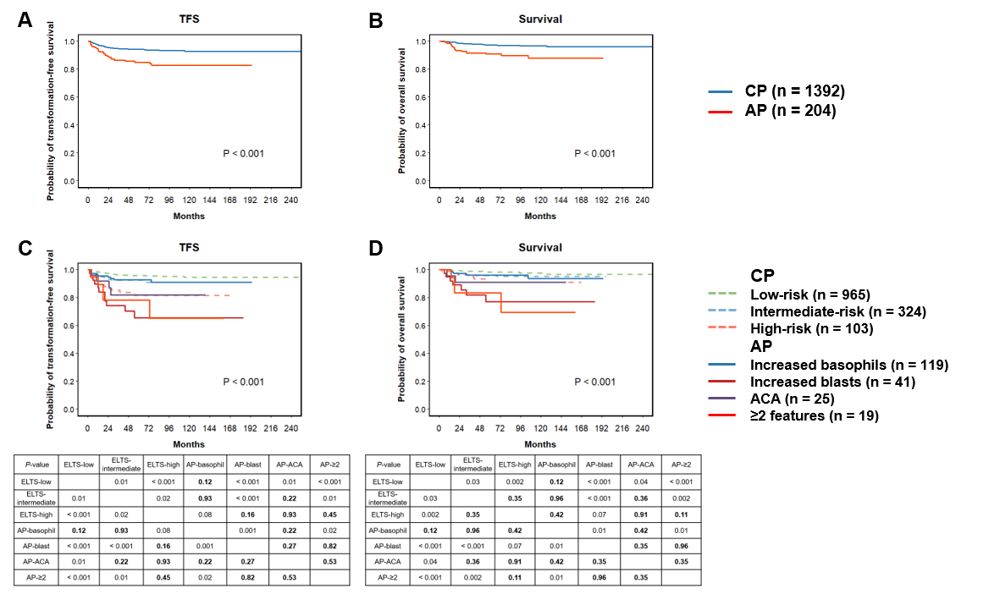 A
TFS
Probability of transformation-free survival
1.0
0.8
0.6
0.4
0.2
0.0
P < 0.001
0 24 48 72 96 120 144 168 192 216 240
Months
B
Survival
Probability of overall survival
1.0
0.8
0.6
0.4
0.2
0.0
P < 0.001
0 24 48 72 96 120 144 168 192 216 240
Months
CP (n = 1392)
AP (n = 204)
C
TFS
Probability of transformation-free survival
1.0
0.8
0.6
0.4
0.2
0.0
P < 0.001
0 24 48 72 96 120 144 168 192 216 240
Months
D
Survival
Probability of overall survival
1.0
0.8
0.6
0.4
0.2
0.0
P < 0.001
0 24 48 72 96 120 144 168 192 216 240
Months
CP
Low-risk (n = 965)
Intermediate-risk (n = 324)
High-risk (n = 103)
AP
Increased basophils (n = 119)
Increased blasts (n = 41)
ACA (n = 25)
≥2 features (n = 19)
P-value ELTS-low ELTS-intermediate ELTS-high AP-basophil AP-blast AP-ACA AP-≥2
ELTS-low 0.01 < 0.001 0.12 < 0.001 0.01 < 0.001
ELTS-intermediate 0.01 0.02 0.93 < 0.001 0.22 0.01
ELTS-high < 0.001 0.02 0.08 0.16 0.93 0.45
AP-basophil 0.12 0.93 0.08 0.001 0.22 0.02
AP-blast < 0.001 < 0.001 0.16 0.001 0.27 0.82
AP-ACA 0.01 0.22 0.93 0.22 0.27 0.53
AP-≥2 < 0.001 0.01 0.45 0.02 0.82 0.53
P-value ELTS-low ELTS-intermediate ELTS-high AP-basophil AP-blast AP-ACA AP-≥2
ELTS-low 0.03 0.002 0.12 < 0.001 0.04 < 0.001
ELTS-intermediate 0.03 0.35 0.96 < 0.001 0.36 0.002
ELTS-high 0.002 0.35 0.42 0.07 0.91 0.11
AP-basophil 0.12 0.96 0.42 0.01 0.42 0.01
AP-blast < 0.001 < 0.001 0.07 0.01 0.35 0.96
AP-ACA 0.04 0.36 0.91 0.42 0.35 0.35
AP-≥2 < 0.001 0.002 0.11 0.01 0.96 0.35